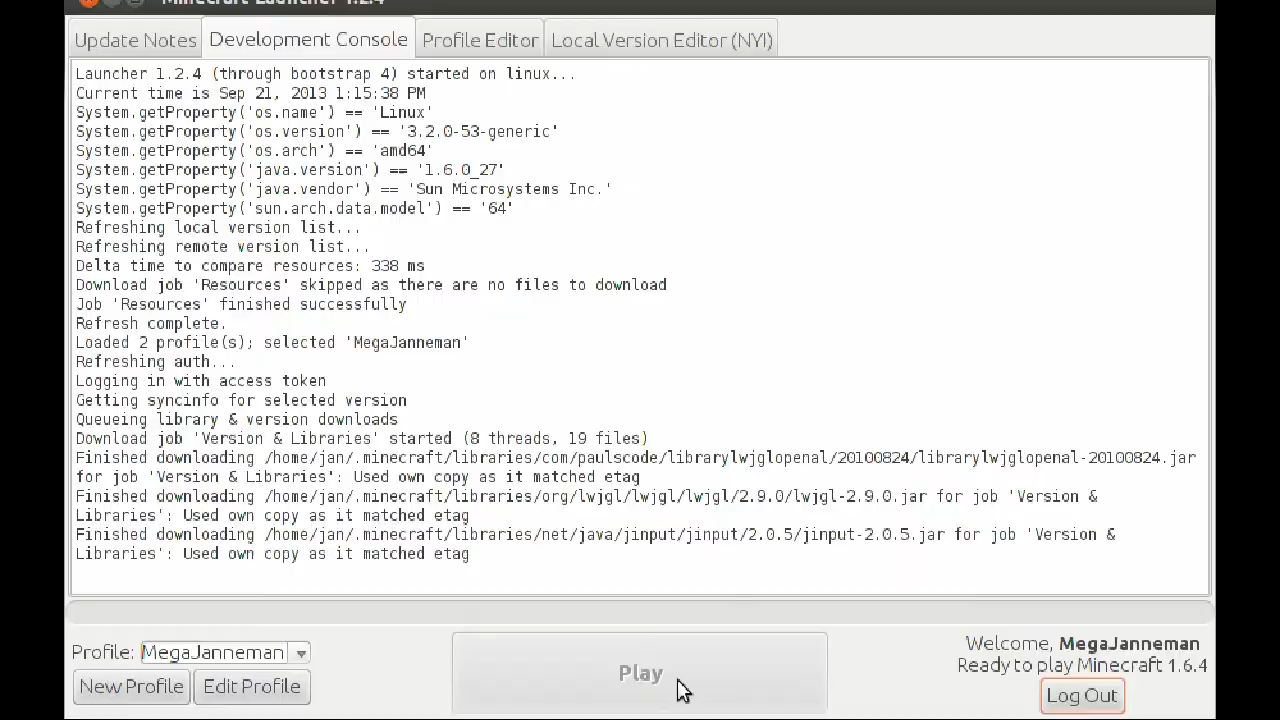 Minecraft Launcher 1.2.4
Update Notes Development Console Profile Editor Local Version Editor (NYI)
Launcher 1.2.4 (through bootstrap 4) started on linux...
Current time is Sep 21, 2013 1:15:38 PM
System.getProperty('os.name') == 'Linux'
System.getProperty('os.version') == '3.2.0-53-generic'
System.getProperty('os.arch') == 'amd64'
System.getProperty('java.version') == '1.6.0_27'
System.getProperty('java.vendor') == 'Sun Microsystems Inc.'
System.getProperty('sun.arch.data.model') == '64'
Refreshing local version list...
Refreshing remote version list...
Delta time to compare resources: 338 ms
Download job 'Resources' skipped as there are no files to download
Job 'Resources' finished successfully
Refresh complete.
Loaded 2 profile(s); selected 'MegaJanneman'
Refreshing auth...
Logging in with access token
Getting syncinfo for selected version
Queueing library & version downloads
Download job 'Version & Libraries' started (8 threads, 19 files)
Finished downloading /home/jan/.minecraft/libraries/com/paulscode/librarylwjglopenal/20100824/librarylwjglopenal-20100824.jar
for job 'Version & Libraries': Used own copy as it matched etag
Finished downloading /home/jan/.minecraft/libraries/org/lwjgl/lwjgl/lwjgl/2.9.0/lwjgl-2.9.0.jar for job 'Version &
Libraries': Used own copy as it matched etag
Finished downloading /home/jan/.minecraft/libraries/net/java/jinput/jinput/2.0.5/jinput-2.0.5.jar for job 'Version &
Libraries': Used own copy as it matched etag
Profile: MegaJanneman
New Profile Edit Profile
Play
Welcome, MegaJanneman
Ready to play Minecraft 1.6.4
Log Out